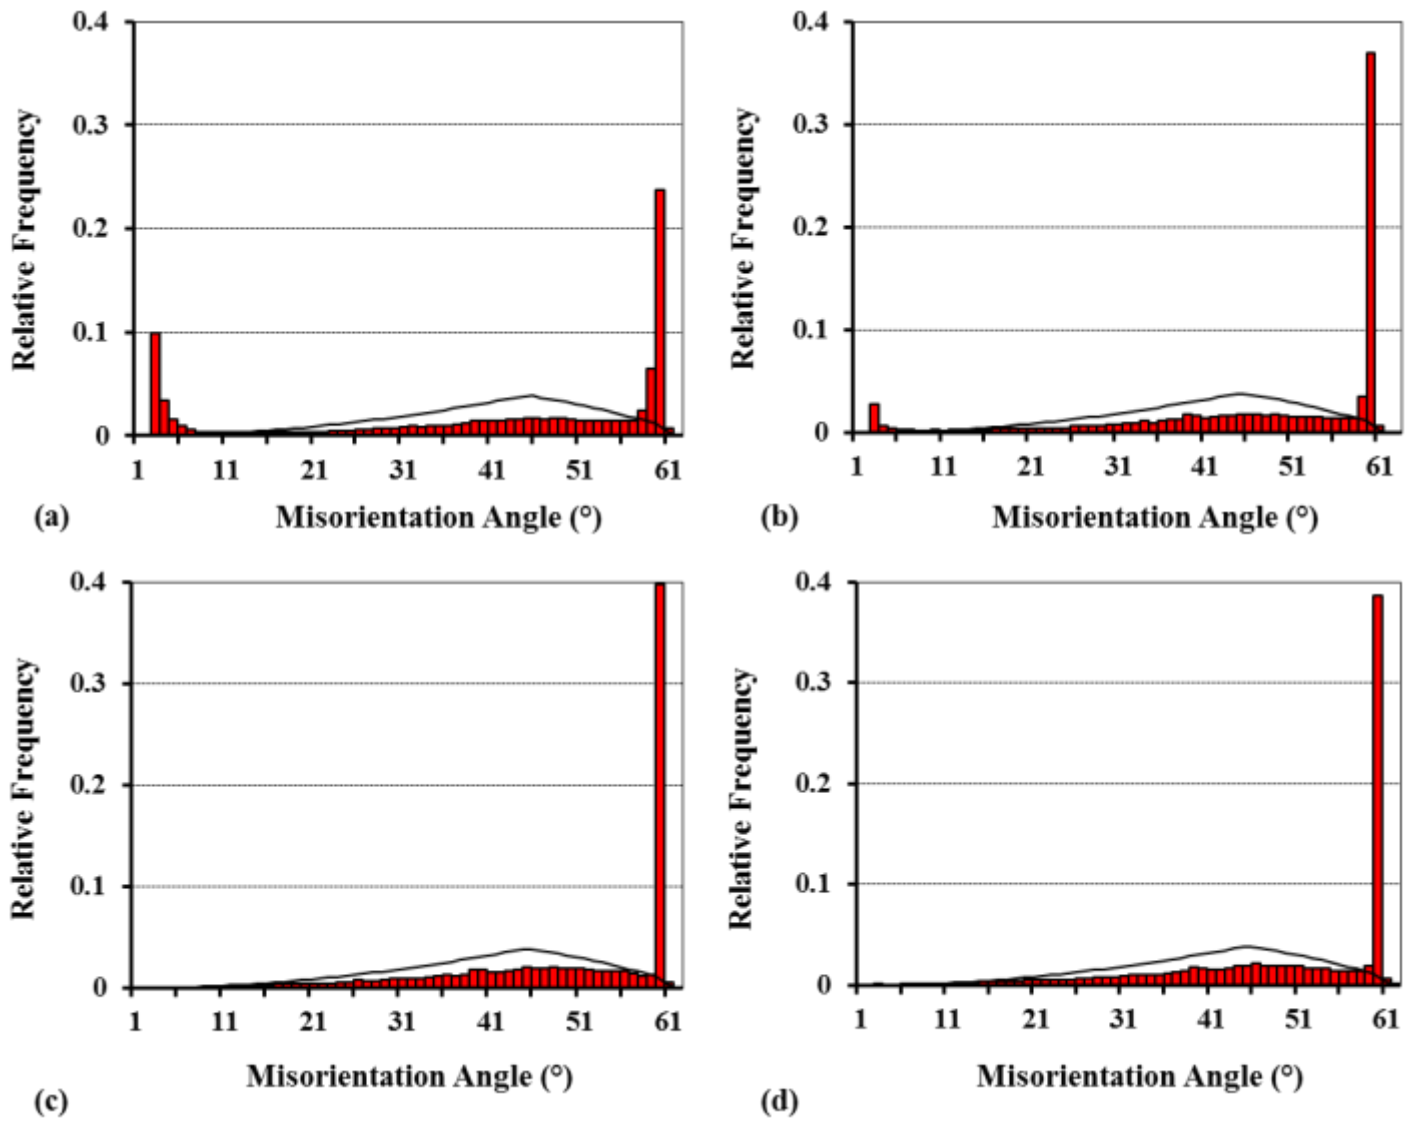 0.4
0.3
0.2
0.1
0
Relative Frequency
1 11 21 31 41 51 61
(a) Misorientation Angle (°)
0.4
0.3
0.2
0.1
0
Relative Frequency
1 11 21 31 41 51 61
(b) Misorientation Angle (°)
0.4
0.3
0.2
0.1
0
Relative Frequency
1 11 21 31 41 51 61
Misorientation Angle (°)
(c)
0.4
0.3
0.2
0.1
0
Relative Frequency
1 11 21 31 41 51 61
Misorientation Angle (°)
(d)